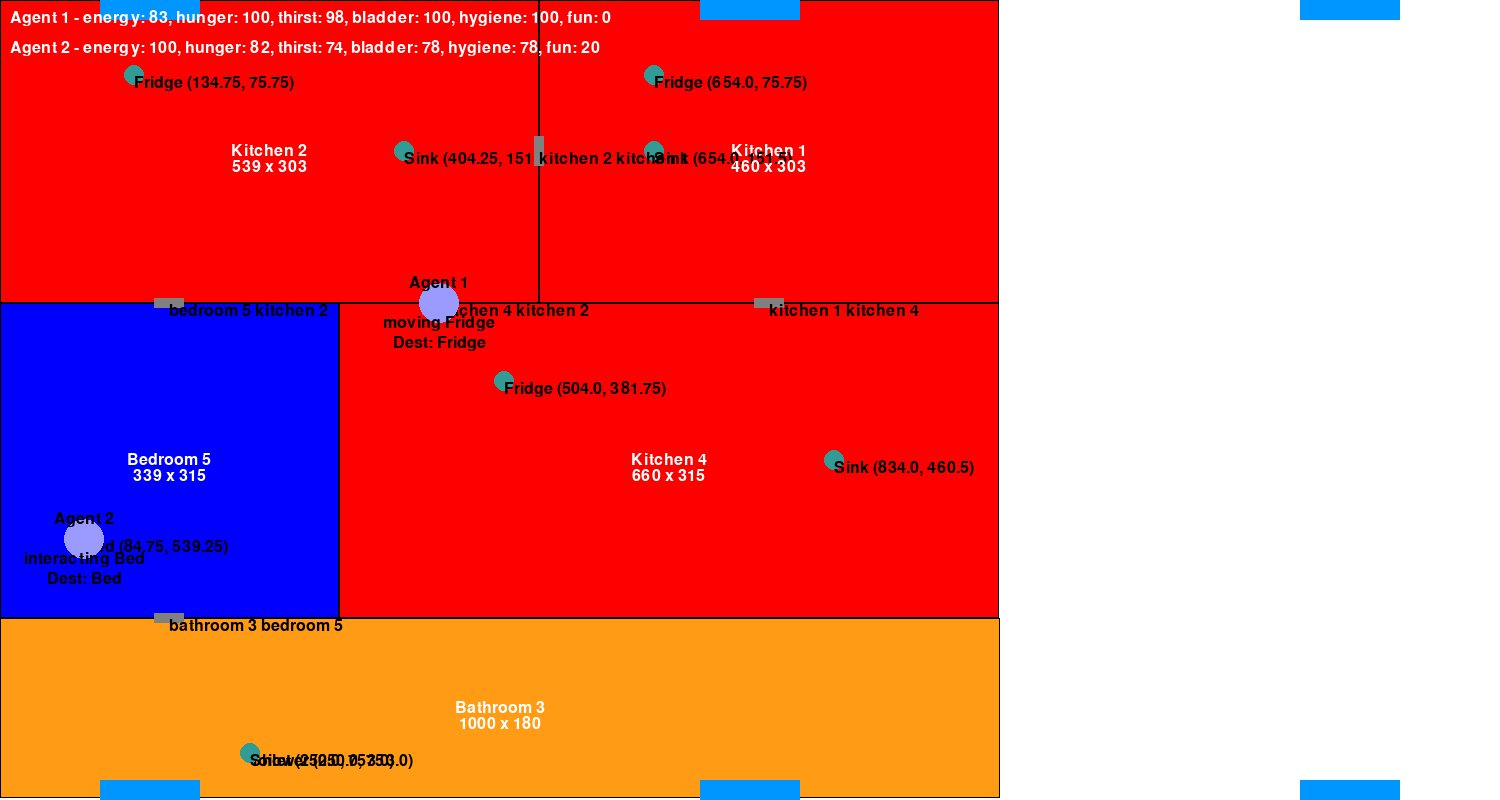 Agent 1 - energy: 83, hunger: 100, thirst: 98, bladder: 100, hygiene: 100, fun: 0
Agent 2 - energy: 100, hunger: 82, thirst: 74, bladder: 78, hygiene: 78, fun: 20
Fridge (134.75, 75.75)
Fridge (654.0, 75.75)
Kitchen 2
539 x 303
Sink (404.25, 151
kitchen 2 kitchen 1
Sink (654.0, 151.5)
Kitchen 1
460 x 303
Agent 1
bedroom 5 kitchen 2
chen 4 kitchen 2
kitchen 1 kitchen 4
moving Fridge
Dest: Fridge
Fridge (504.0, 381.75)
Bedroom 5
339 x 315
Kitchen 4
660 x 315
Sink (834.0, 460.5)
Agent 2
d (84.75, 539.25)
interacting Bed
Dest: Bed
bathroom 3 bedroom 5
Bathroom 3
1000 x 180